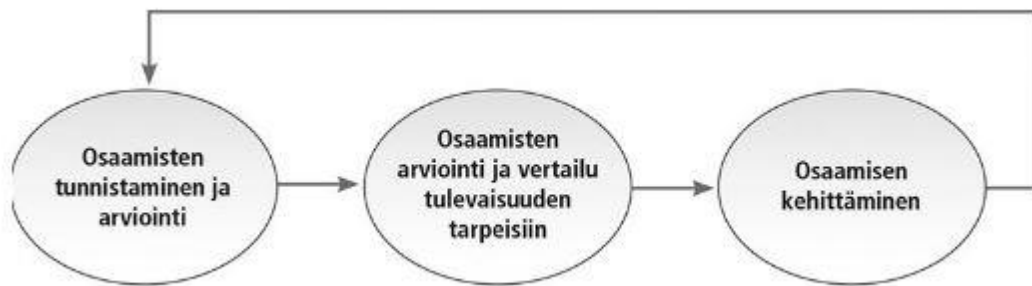 Osaamisten
tunnistaminen ja
arviointi
Osaamisten
arviointi ja vertailu
tulevaisuuden
tarpeisiin
Osaamisen
kehittäminen